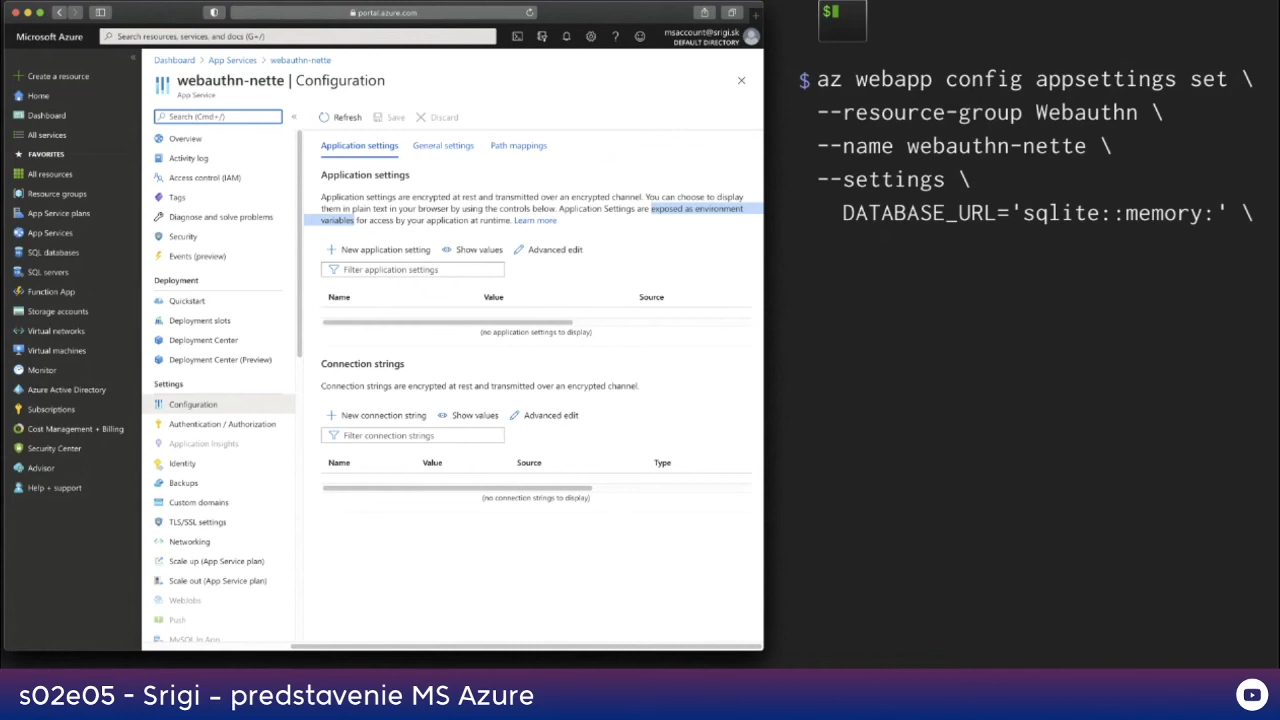 portal.azure.com
Microsoft Azure
Search resources, services, and docs (G+/)
msaccount@srigi.sk
DEFAULT DIRECTORY
Create a resource
Home
Dashboard
All services
FAVORITES
All resources
Resource groups
App Service plans
App Services
SQL databases
SQL servers
Function App
Storage accounts
Virtual networks
Virtual machines
Monitor
Azure Active Directory
Subscriptions
Cost Management + Billing
Security Center
Advisor
Help + support
Dashboard > App Services > webauthn-nette
webauthn-nette | Configuration
App Service
Search (Cmd+/)
Overview
Activity log
Access control (IAM)
Tags
Diagnose and solve problems
Security
Events (preview)
Deployment
Quickstart
Deployment slots
Deployment Center
Deployment Center (Preview)
Settings
Configuration
Authentication / Authorization
Application Insights
Identity
Backups
Custom domains
TLS/SSL settings
Networking
Scale up (App Service plan)
Scale out (App Service plan)
WebJobs
Push
MySQL In App
Refresh Save Discard
Application settings General settings Path mappings
Application settings
Application settings are encrypted at rest and transmitted over an encrypted channel. You can choose to display
them in plain text in your browser by using the controls below. Application Settings are exposed as environment
variables for access by your application at runtime. Learn more
New application setting Show values Advanced edit
Filter application settings
Name Value Source
(no application settings to display)
Connection strings
Connection strings are encrypted at rest and transmitted over an encrypted channel.
New connection string Show values Advanced edit
Filter connection strings
Name Value Source Type
(no connection strings to display)
$
$ az webapp config appsettings set \
--resource-group WebAuthn \
--name webauthn-nette \
--settings \
DATABASE_URL='sqlite::memory:'
s02e05 - Srigi - predstavenie MS Azure